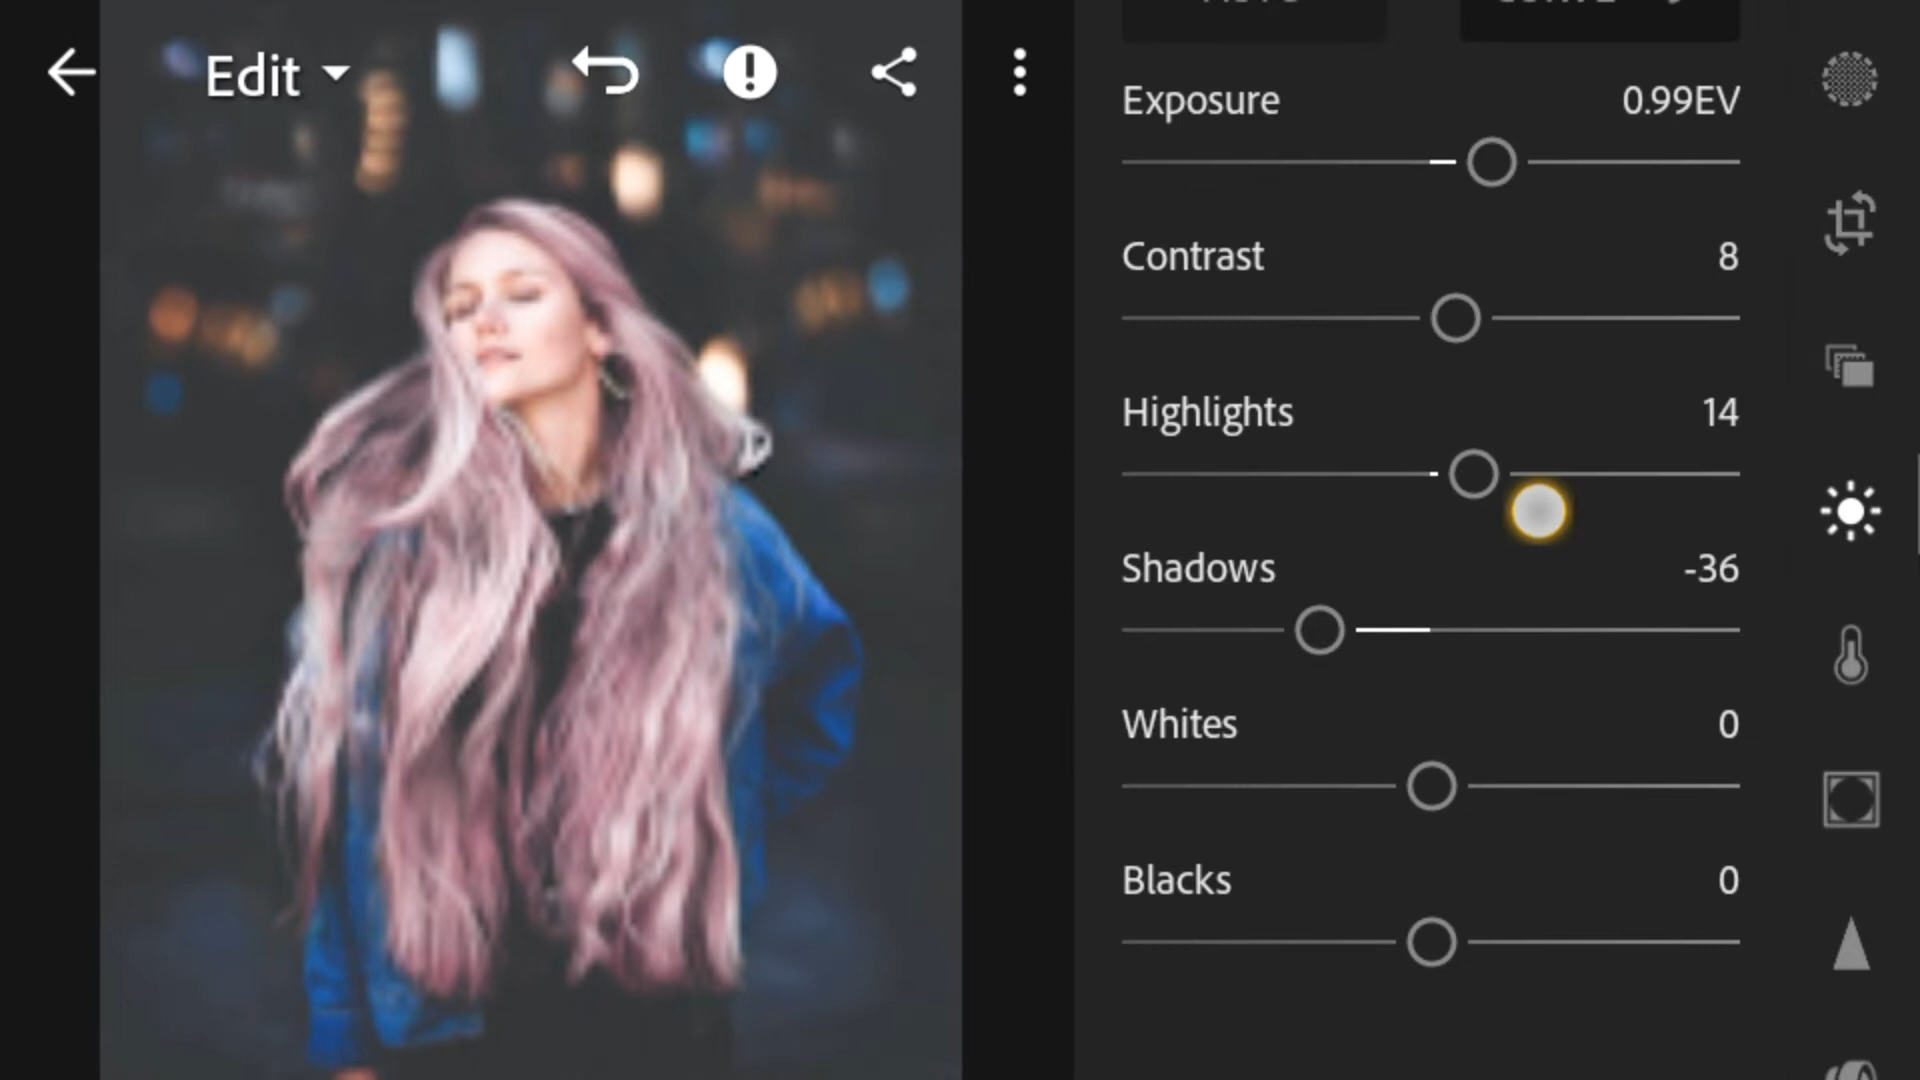 Edit
Exposure 0.99EV
Contrast 8
Highlights 14
Shadows -36
Whites 0
Blacks 0